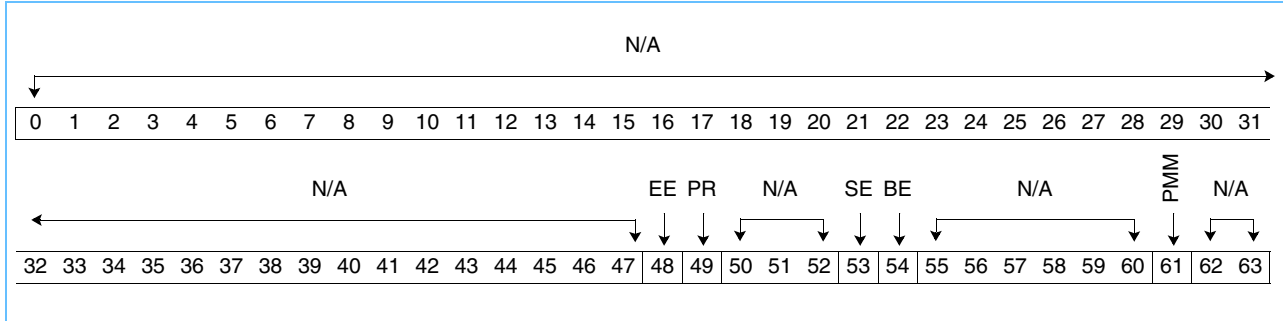 N/A
0 1 2 3 4 5 6 7 8 9 10 11 12 13 14 15 16 17 18 19 20 21 22 23 24 25 26 27 28 29 30 31
N/A EE PR N/A SE BE N/A PMM N/A
32 33 34 35 36 37 38 39 40 41 42 43 44 45 46 47 48 49 50 51 52 53 54 55 56 57 58 59 60 61 62 63